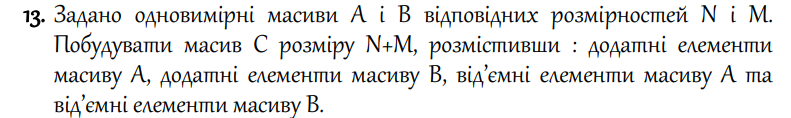 13. Задано одновимірні масиви А і В відповідних розмірностей N і M.
Побудувати масив С розміру N+M, розмістивши : додатні елементи
масиву А, додатні елементи масиву В, від’ємні елементи масиву А та
від’ємні елементи масиву В.